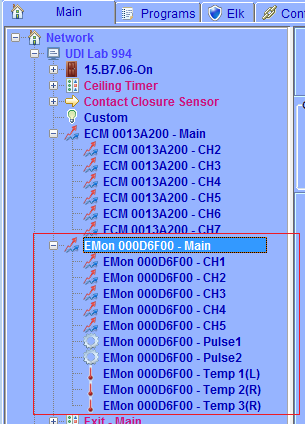 Main Programs Elk Con
Network
UDI Lab 994
15.B7.06-On
Ceiling Timer
Contact Closure Sensor
Custom
ECM 0013A200 - Main
ECM 0013A200 - CH2
ECM 0013A200 - CH3
ECM 0013A200 - CH4
ECM 0013A200 - CH5
ECM 0013A200 - CH6
ECM 0013A200 - CH7
EMon 000D6F00 - Main
EMon 000D6F00 - CH1
EMon 000D6F00 - CH2
EMon 000D6F00 - CH3
EMon 000D6F00 - CH4
EMon 000D6F00 - CH5
EMon 000D6F00 - Pulse1
EMon 000D6F00 - Pulse2
EMon 000D6F00 - Temp 1(L)
EMon 000D6F00 - Temp 2(R)
EMon 000D6F00 - Temp 3(R)
Exit - Main